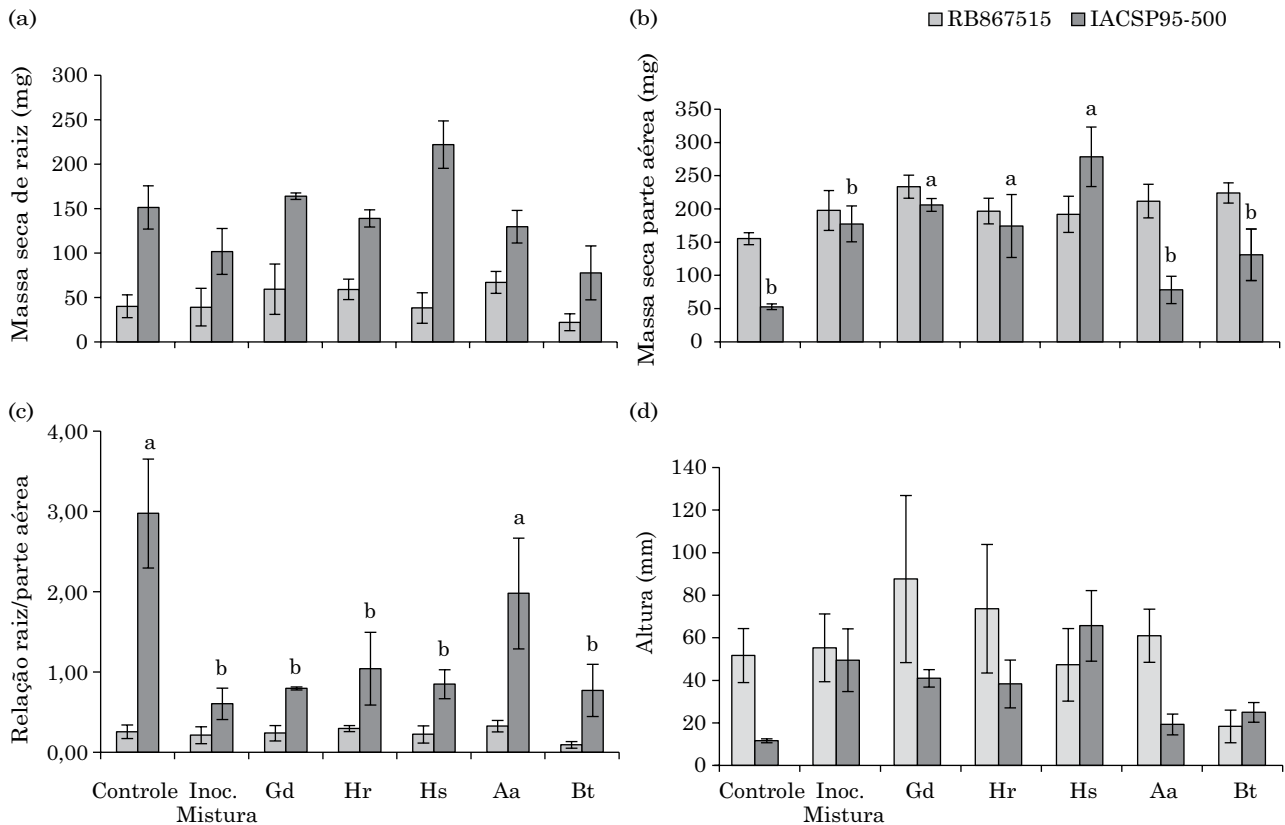 (a)
Massa seca de raiz (mg)
300
250
200
150
100
50
0
(b)
RB867515 IACSP95-500
Massa seca parte aérea (mg)
350
300
250
200
150
100
50
0
b
b
a
a
a
b
b
(c)
Relação raiz/parte aérea
4,00
3,00
2,00
1,00
0,00
a
b
b
b
b
a
b
Controle Inoc. Gd Hr Hs Aa Bt
Mistura
(d)
Altura (mm)
140
120
100
80
60
40
20
0
Controle Inoc. Gd Hr Hs Aa Bt
Mistura